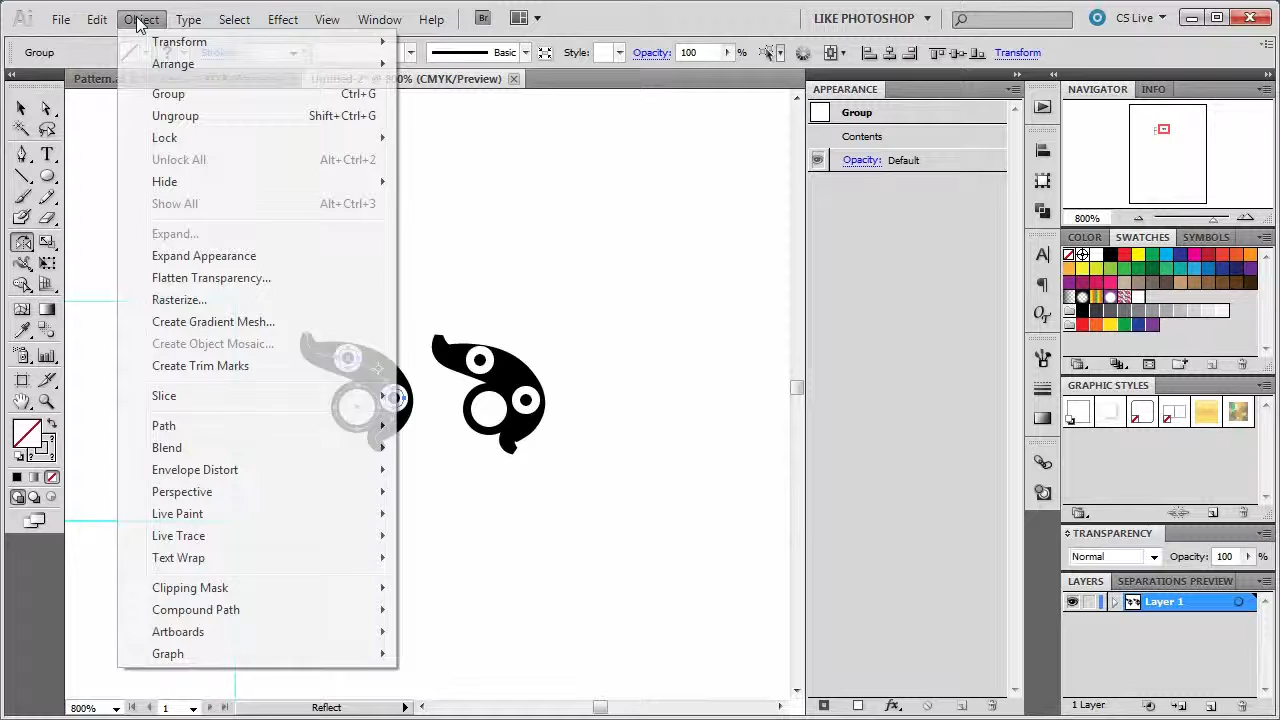 Ai File Edit Object Type Select Effect View Window Help Br LIKE PHOTOSHOP CS Live
Group Basic Style: Opacity: 100 % Transform
Pattern. Untitled-2* @ 800% (CMYK/Preview)
Transform
Arrange
Group Ctrl+G
Ungroup Shift+Ctrl+G
Lock
Unlock All Alt+Ctrl+2
Hide
Show All Alt+Ctrl+3
Expand...
Expand Appearance
Flatten Transparency...
Rasterize...
Create Gradient Mesh...
Create Object Mosaic...
Create Trim Marks
Slice
Path
Blend
Envelope Distort
Perspective
Live Paint
Live Trace
Text Wrap
Clipping Mask
Compound Path
Artboards
Graph
800% 1 Reflect
APPEARANCE
Group
Contents
Opacity: Default
fx
NAVIGATOR INFO
800%
COLOR SWATCHES SYMBOLS
GRAPHIC STYLES
TRANSPARENCY
Normal Opacity: 100 %
LAYERS SEPARATIONS PREVIEW
Layer 1
1 Layer